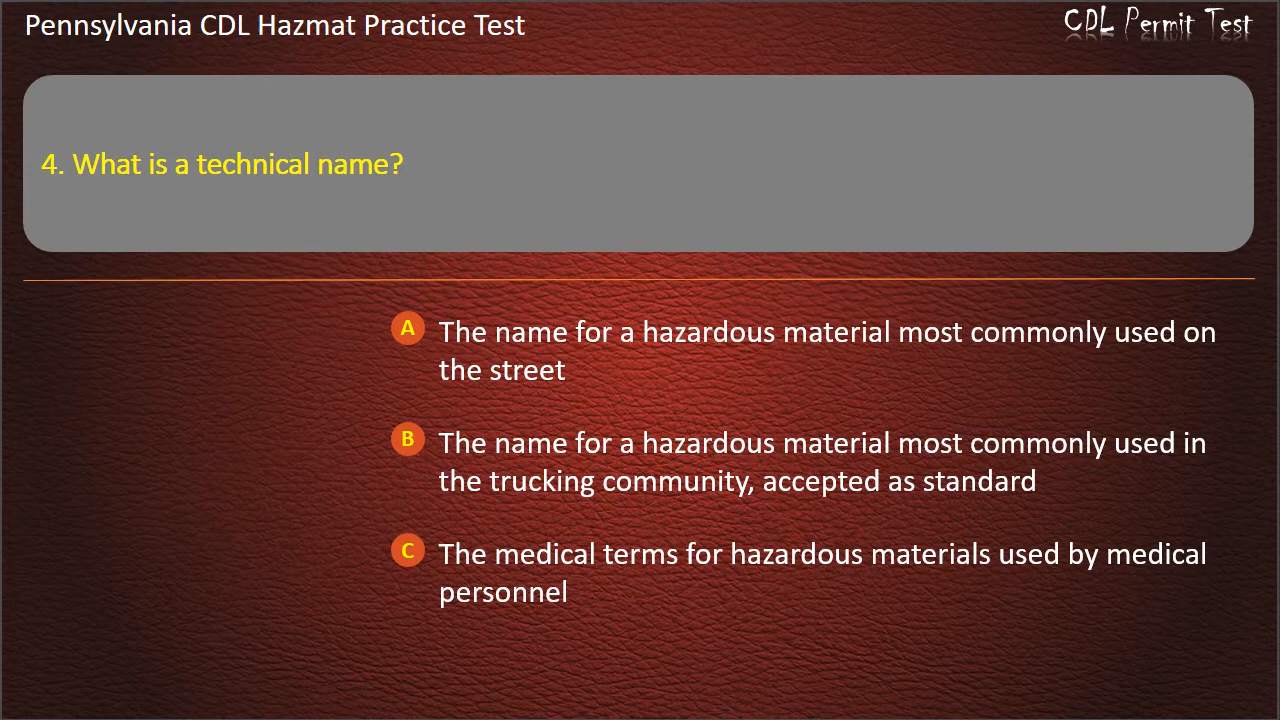 Pennsylvania CDL Hazmat Practice Test
CDL Permit Test
4. What is a technical name?
A The name for a hazardous material most commonly used on
the street
B The name for a hazardous material most commonly used in
the trucking community, accepted as standard
C The medical terms for hazardous materials used by medical
personnel